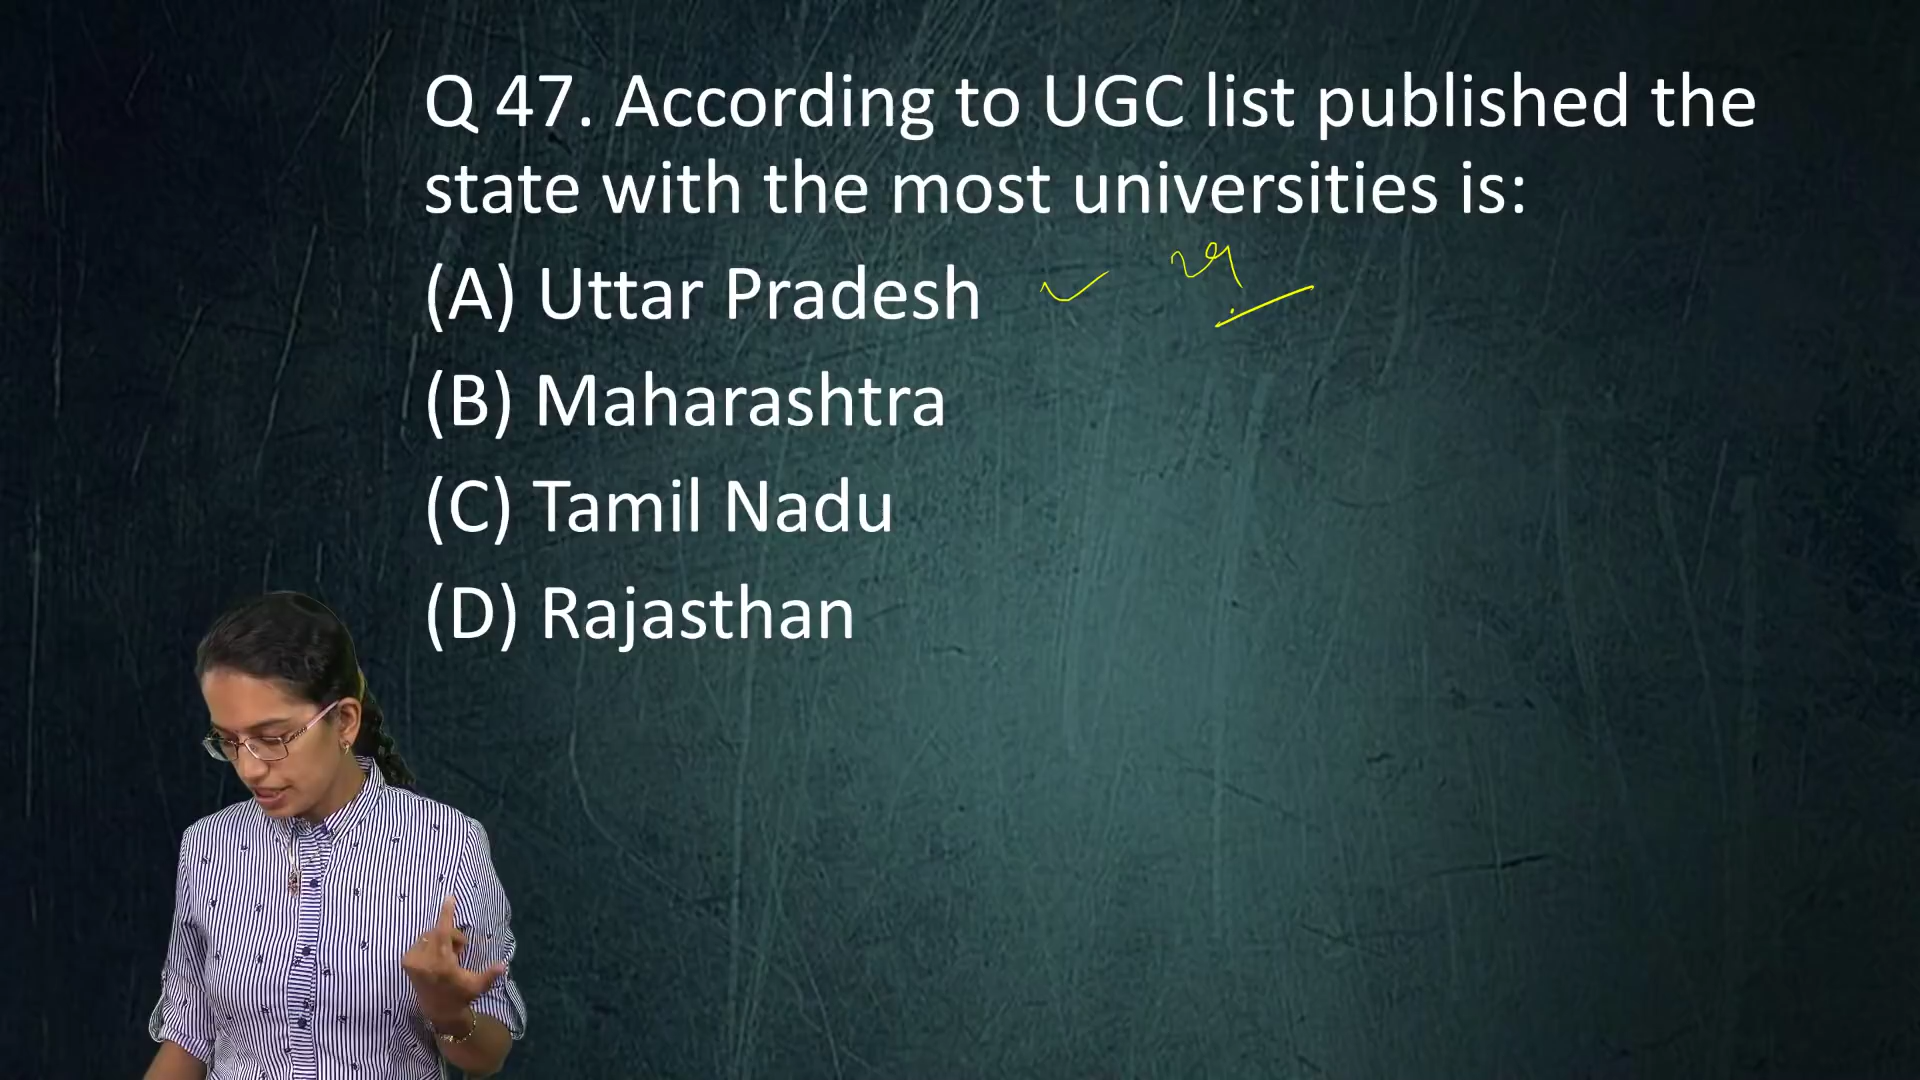 Q 47. According to UGC list published the
state with the most universities is:
(A) Uttar Pradesh
(B) Maharashtra
(C) Tamil Nadu
(D) Rajasthan